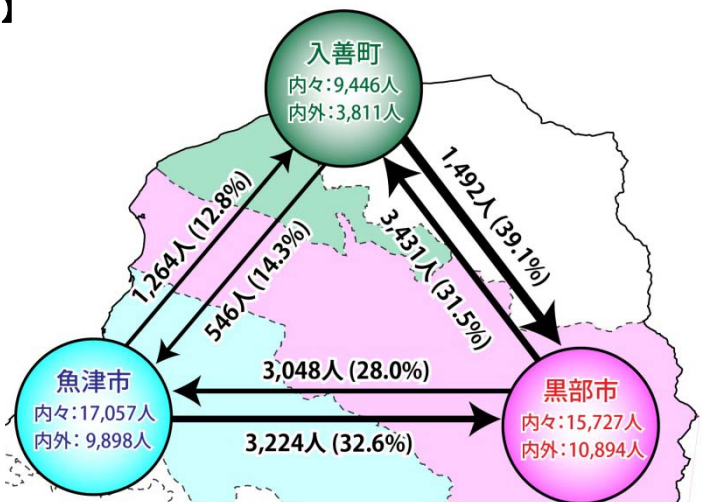 】
入善町
内々:9,446人
内外:3,811人
1,492人 (39.1%)
3,431人 (31.5%)
1,264人 (12.8%)
546人 (14.3%)
3,048人 (28.0%)
3,224人 (32.6%)
魚津市
内々:17,057人
内外:9,898人
黒部市
内々:15,727人
内外:10,894人